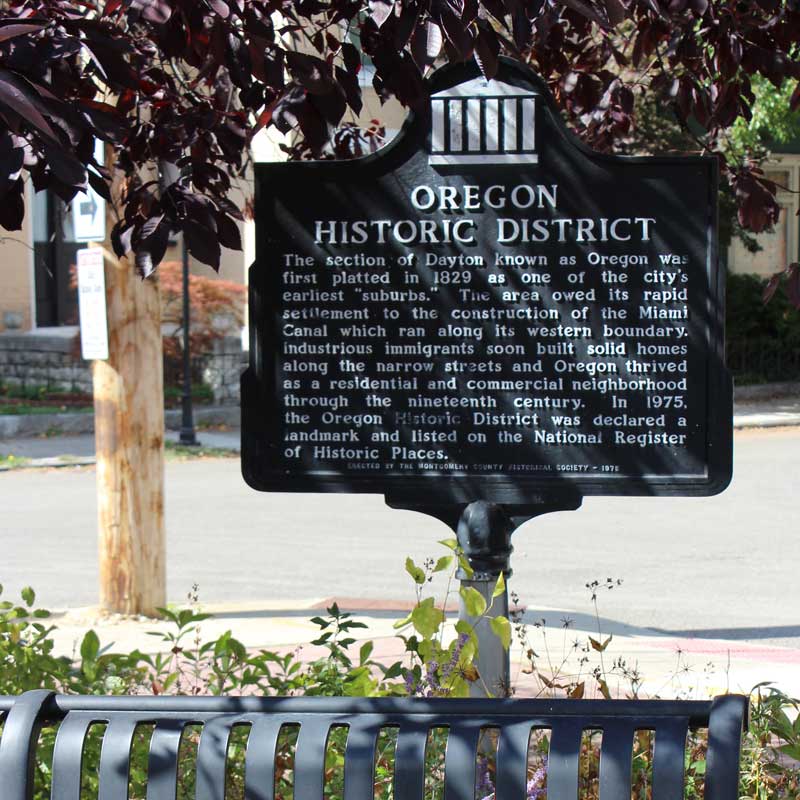 OREGON
HISTORIC DISTRICT
The section of Dayton known as Oregon was
first platted in 1829 as one of the city's
earliest "suburbs." The area owed its rapid
settlement to the construction of the Miami
Canal which ran along its western boundary.
Industrious immigrants soon built solid homes
along the narrow streets and Oregon thrived
as a residential and commercial neighborhood
through the nineteenth century. In 1975,
the Oregon Historic District was declared a
landmark and listed on the National Register
of Historic Places.
ERECTED BY THE MONTGOMERY COUNTY HISTORICAL SOCIETY - 1978